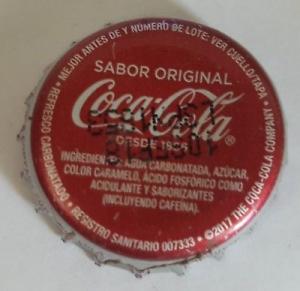 MEJOR ANTES DE Y NÚMERO DE LOTE: VER CUELLO/TAPA
SABOR ORIGINAL
Coca-Cola®
DESDE 1886
INGREDIENTES: AGUA CARBONATADA, AZÚCAR,
COLOR CARAMELO, ÁCIDO FOSFÓRICO COMO
ACIDULANTE Y SABORIZANTES
(INCLUYENDO CAFEÍNA).
• REFRESCO CARBONATADO •
REGISTRO SANITARIO 007333 •
©2017 THE COCA-COLA COMPANY •